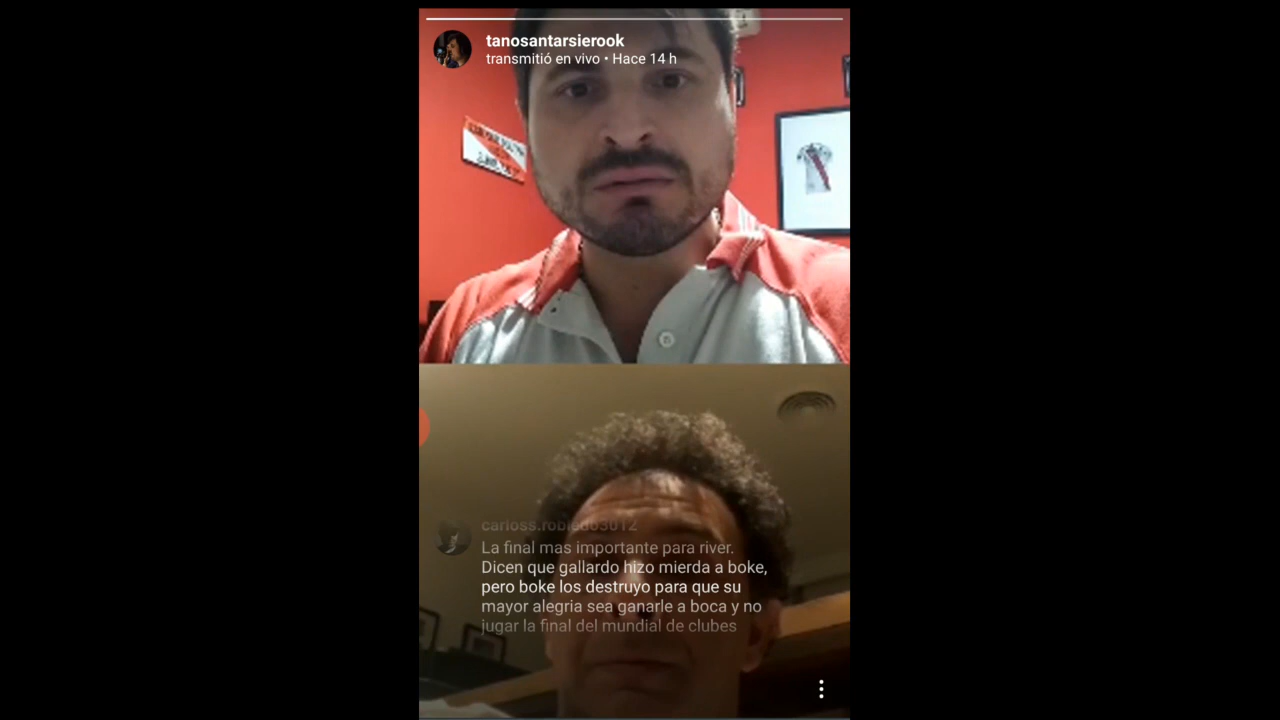 tanosantarsierook
transmitió en vivo • Hace 14 h
carloss.robledo3012
La final mas importante para river.
Dicen que gallardo hizo mierda a boke,
pero boke los destruyo para que su
mayor alegria sea ganarle a boca y no
jugar la final del mundial de clubes